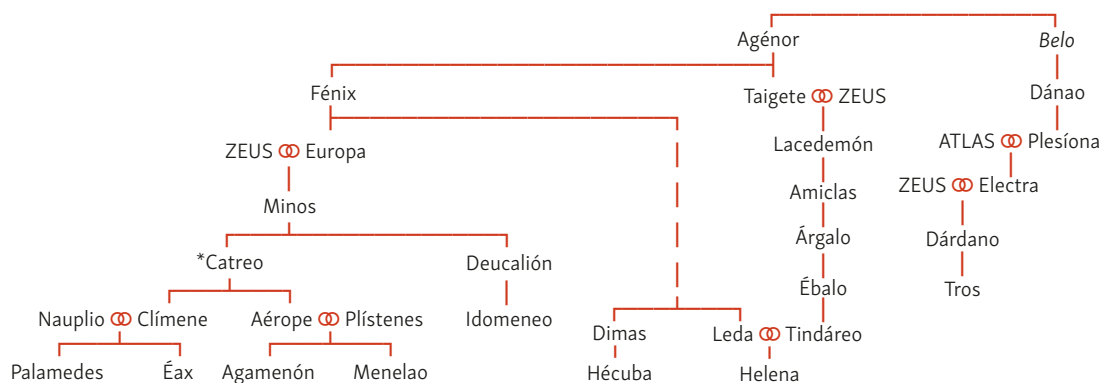 Agénor Belo
Fénix Taigete ZEUS Dánao
ZEUS Europa Lacedemón ATLAS Plesíona
Minos Amiclas ZEUS Electra
*Catreo Deucalión Árgalo Dárdano
Ébalo Tros
Nauplio Clímene Aérope Plístenes Idomeneo Dimas Leda Tindáreo
Palamedes Éax Agamenón Menelao Hécuba Helena